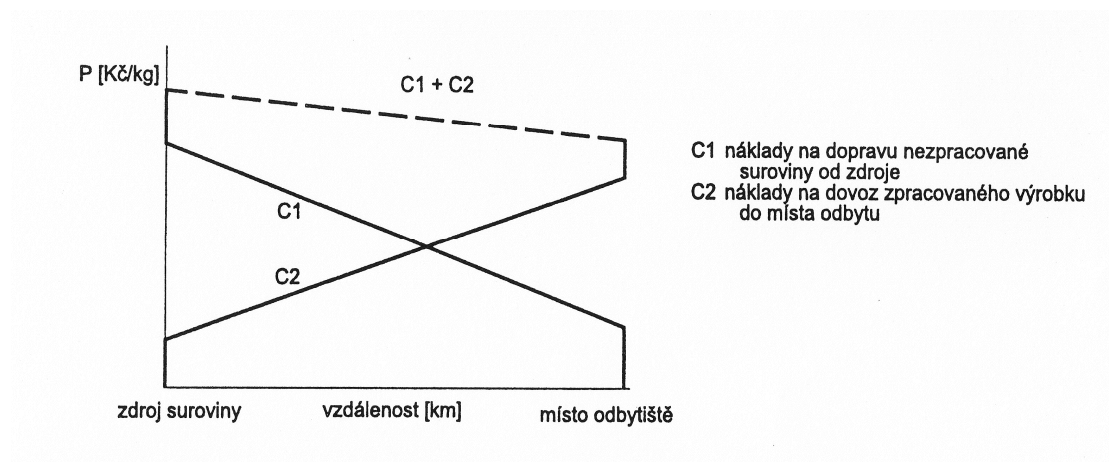 P [Kč/kg]
C1 + C2
C1
C2
C1 náklady na dopravu nezpracované
suroviny od zdroje
C2 náklady na dovoz zpracovaného výrobku
do místa odbytu
zdroj suroviny
vzdálenost [km]
místo odbytiště